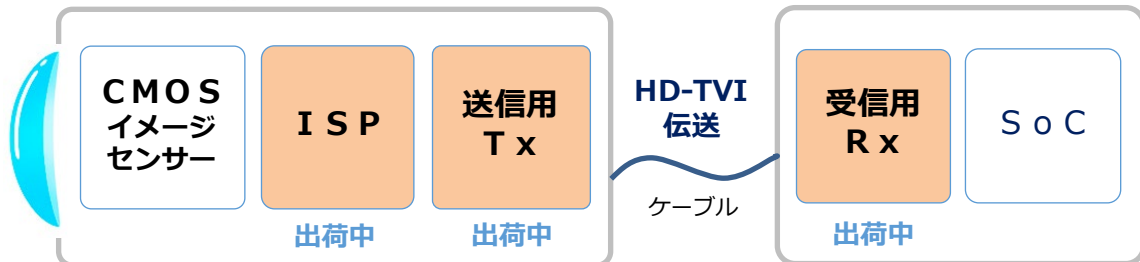 ＣＭＯＳ
イメージ
センサー
ＩＳＰ
出荷中
送信用
Ｔｘ
出荷中
HD-TVI
伝送
ケーブル
受信用
Ｒｘ
出荷中
ＳｏＣ